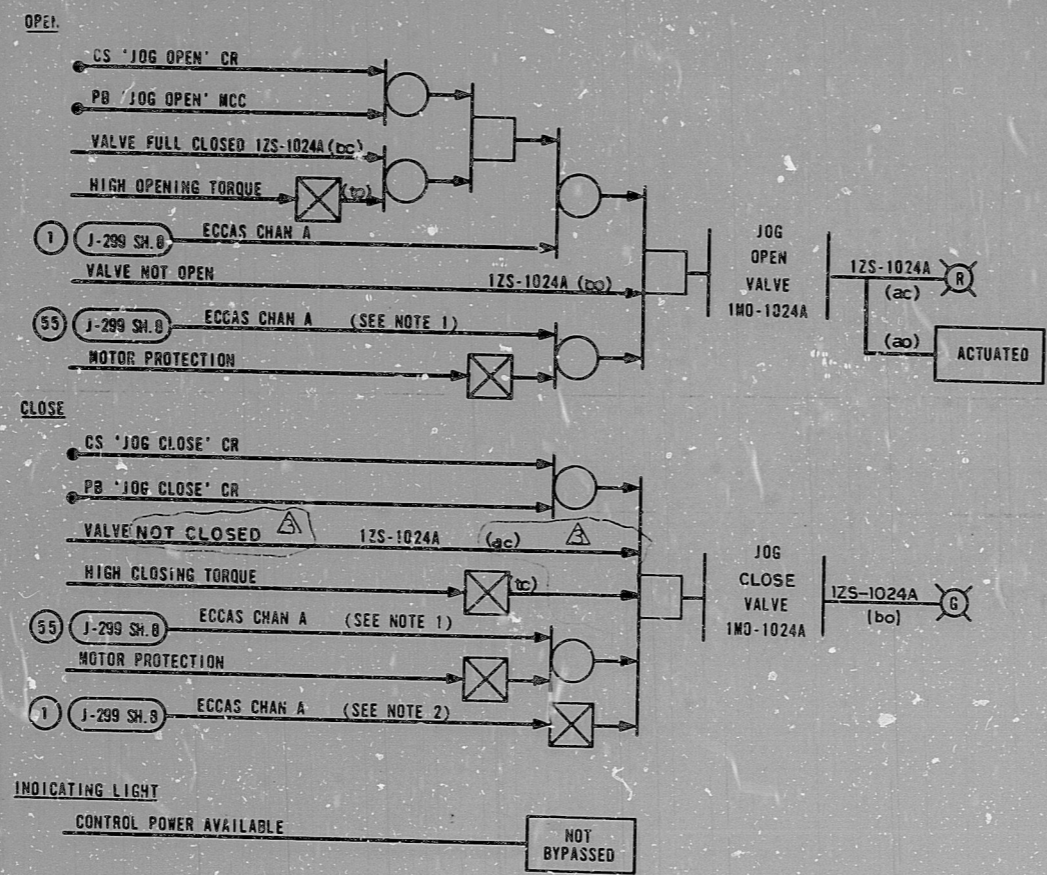 OPEN
CS 'JOG OPEN' CR
PB 'JOG OPEN' MCC
VALVE FULL CLOSED 1ZS-1024A (bc)
HIGH OPENING TORQUE (to)
1 J-299 SH.8 ECCAS CHAN A
VALVE NOT OPEN 1ZS-1024A (bo)
55 J-299 SH.8 ECCAS CHAN A (SEE NOTE 1)
MOTOR PROTECTION
JOG
OPEN
VALVE
1MO-1024A
1ZS-1024A
(ac)
R
(ao)
ACTUATED
CLOSE
CS 'JOG CLOSE' CR
PB 'JOG CLOSE' CR
VALVE NOT CLOSED 3 1ZS-1024A (ac) 3
HIGH CLOSING TORQUE (tc)
55 J-299 SH.8 ECCAS CHAN A (SEE NOTE 1)
MOTOR PROTECTION
1 J-299 SH.8 ECCAS CHAN A (SEE NOTE 2)
JOG
CLOSE
VALVE
1MO-1024A
1ZS-1024A
(bo)
G
INDICATING LIGHT
CONTROL POWER AVAILABLE
NOT
BYPASSED